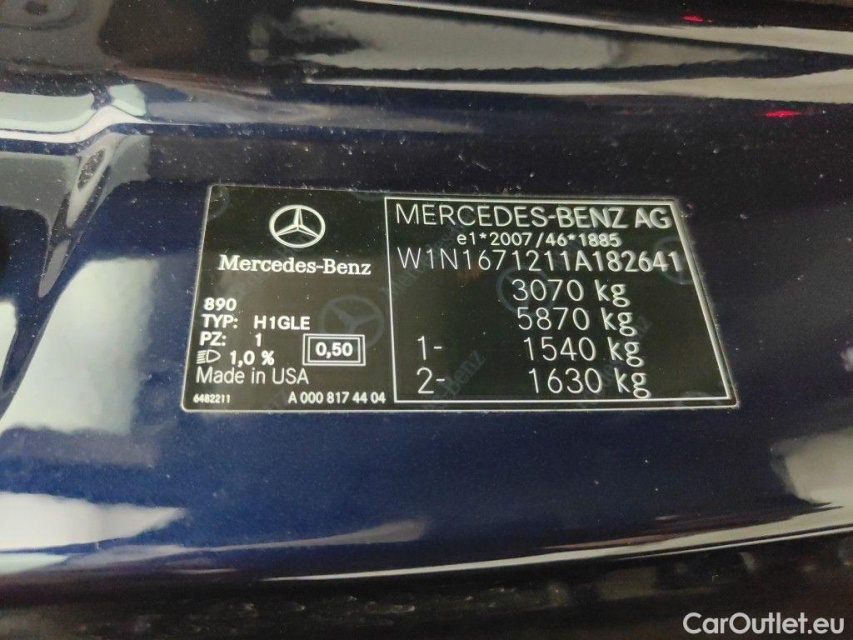 Mercedes-Benz
890
TYP: H1GLE
PZ: 1
1,0 %
0,50
Made in USA
6482211
A 000 817 44 04
MERCEDES-BENZ AG
e1*2007/46*1885
W1N1671211A182641
3070 kg
5870 kg
1- 1540 kg
2- 1630 kg
CarOutlet.eu